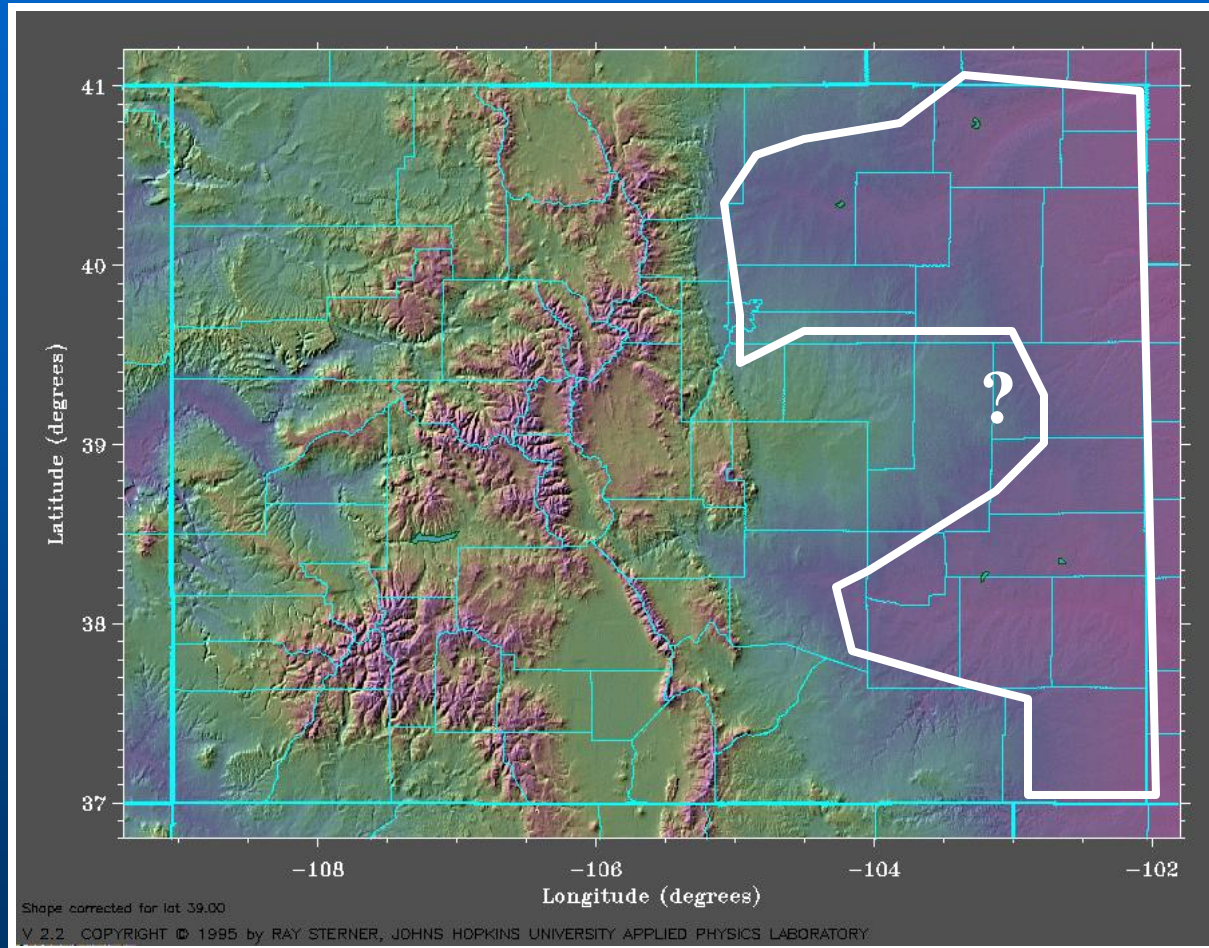 41
40
39
38
37
Latitude (degrees)
?
−108 −106 −104 −102
Longitude (degrees)
Shape corrected for lat 39.00
V 2.2 COPYRIGHT © 1995 by RAY STERNER, JOHNS HOPKINS UNIVERSITY APPLIED PHYSICS LABORATORY